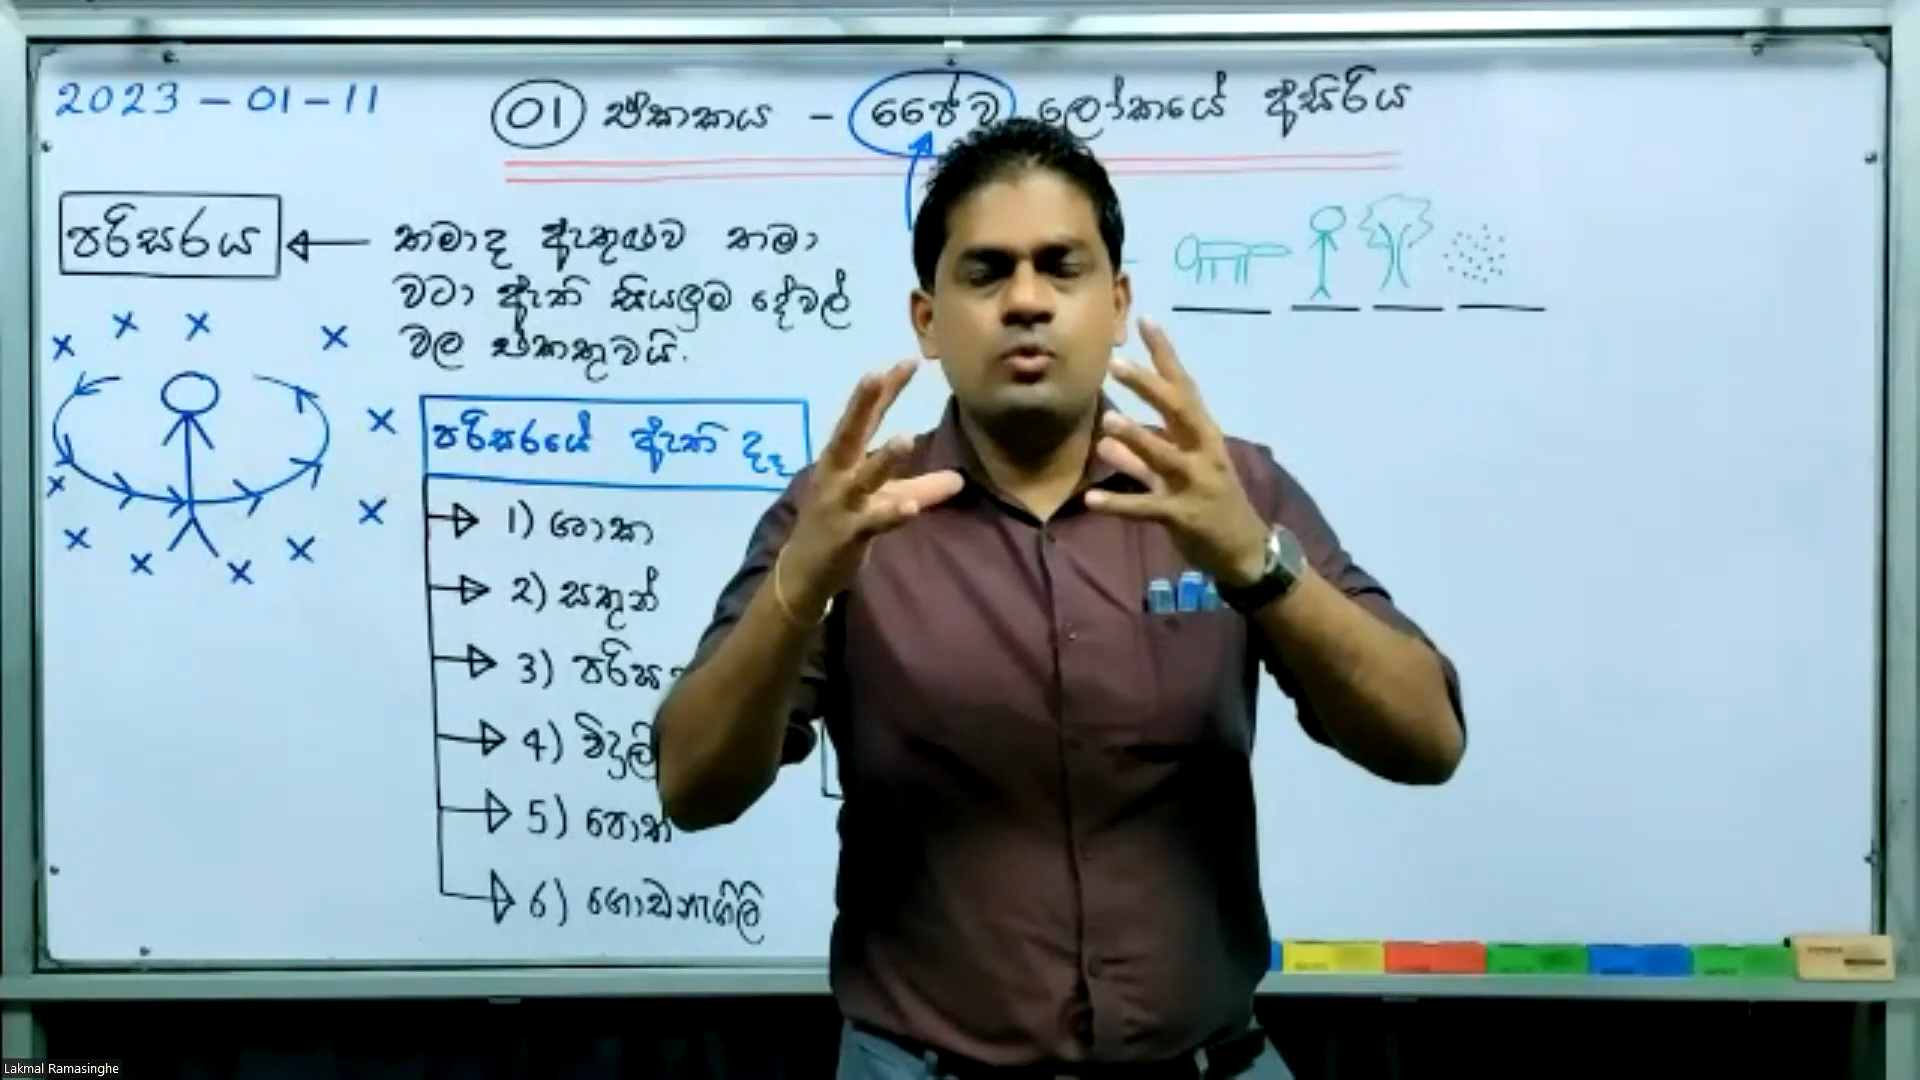 2023 - 01 - 11
01 ඒකකය - ජෛව ලෝකයේ අසිරිය
පරිසරය
තමාද ඇතුළුව තමා
වටා ඇති සියලුම දේවල්
වල එකතුවයි.
පරිසරයේ ඇති දෑ
1) ගොක
2) සතුන්
3) පරිස
4) විදුලි
5) පොත්
6) ගොඩනැගිලි
Lakmal Ramasinghe